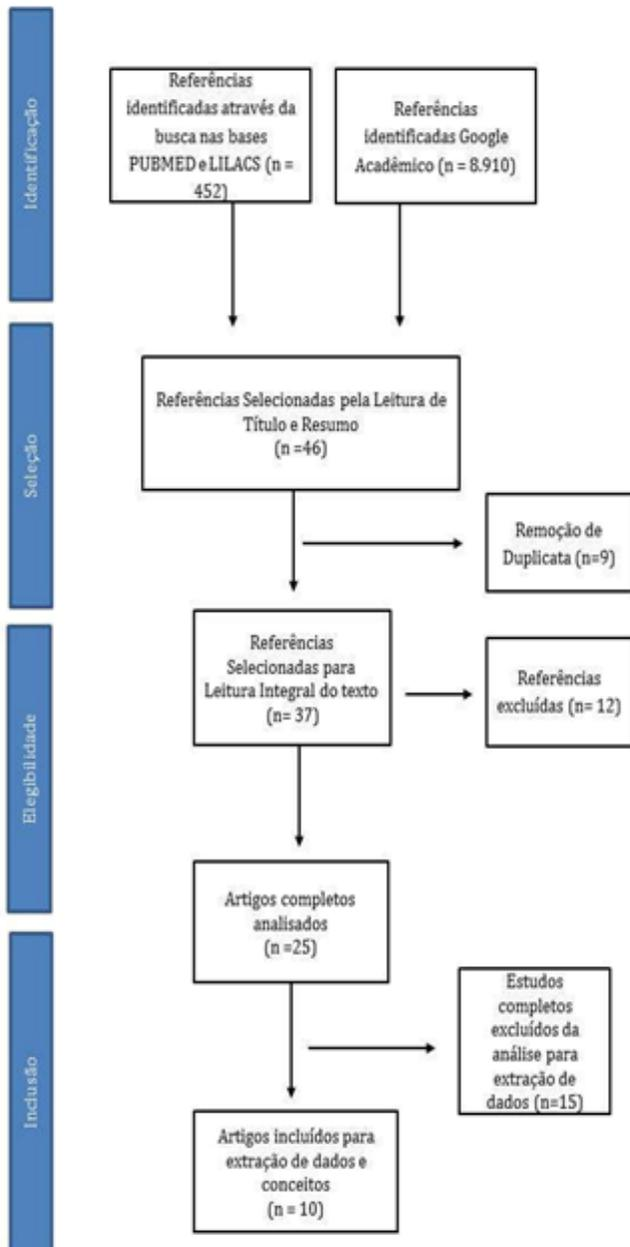 Identificação
Referências
identificadas através da
busca nas bases
PUBMED e LILACS (n =
452)
Referências
identificadas Google
Acadêmico (n = 8.910)
Seleção
Referências Selecionadas pela Leitura de
Título e Resumo
(n =46)
Remoção de
Duplicata (n=9)
Elegibilidade
Referências
Selecionadas para
Leitura Integral do texto
(n= 37)
Referências
excluídas (n= 12)
Artigos completos
analisados
(n =25)
Inclusão
Estudos
completos
excluídos da
análise para
extração de
dados (n=15)
Artigos incluídos para
extração de dados e
conceitos
(n = 10)